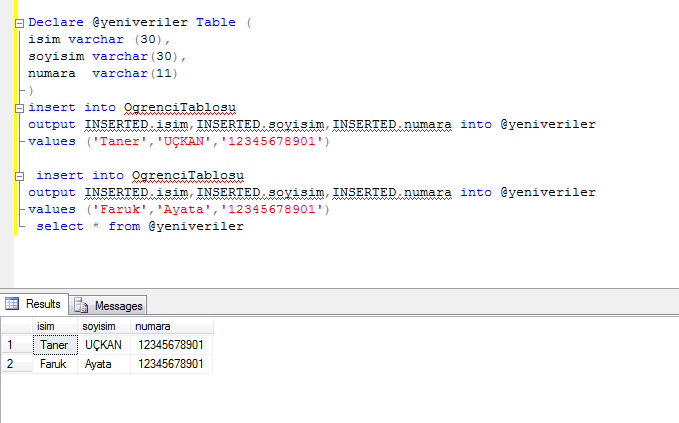 Declare @yeniveriler Table (
isim varchar (30),
soyisim varchar(30),
numara  varchar(11)
)
insert into OgrenciTablosu
output INSERTED.isim,INSERTED.soyisim,INSERTED.numara into @yeniveriler
values ('Taner','UÇKAN','12345678901')
insert into OgrenciTablosu
output INSERTED.isim,INSERTED.soyisim,INSERTED.numara into @yeniveriler
values ('Faruk','Ayata','12345678901')
select * from @yeniveriler
Results Messages
isim soyisim numara
1 Taner UÇKAN 12345678901
2 Faruk Ayata 12345678901